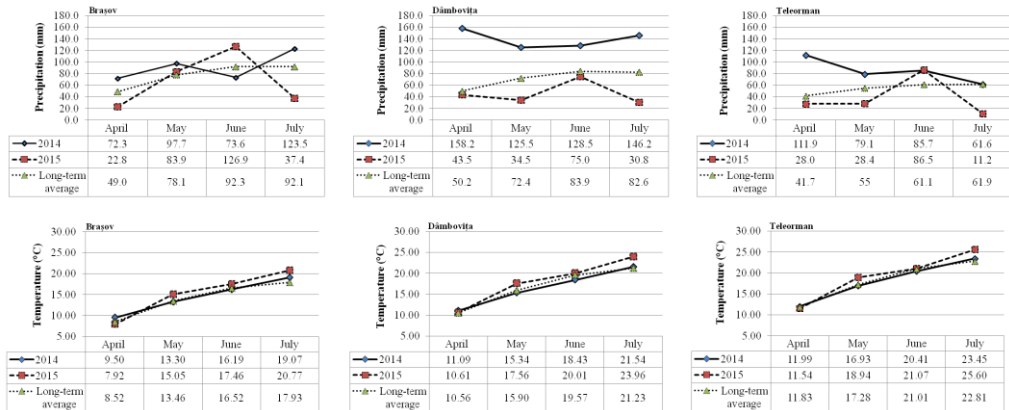 Brașov
Precipitation (mm)
180.0
160.0
140.0
120.0
100.0
80.0
60.0
40.0
20.0
0.0
April May June July
2014 72.3 97.7 73.6 123.5
2015 22.8 83.9 126.9 37.4
Long-term average 49.0 78.1 92.3 92.1
Dâmbovița
Precipitation (mm)
180.0
160.0
140.0
120.0
100.0
80.0
60.0
40.0
20.0
0.0
April May June July
2014 158.2 125.5 128.5 146.2
2015 43.5 34.5 75.0 30.8
Long-term average 50.2 72.4 83.9 82.6
Teleorman
Precipitation (mm)
180.0
160.0
140.0
120.0
100.0
80.0
60.0
40.0
20.0
0.0
April May June July
2014 111.9 79.1 85.7 61.6
2015 28.0 28.4 86.5 11.2
Long-term average 41.7 55 61.1 61.9
Brașov
Temperature (°C)
30.00
25.00
20.00
15.00
10.00
5.00
April May June July
2014 9.50 13.30 16.19 19.07
2015 7.92 15.05 17.46 20.77
Long-term average 8.52 13.46 16.52 17.93
Dâmbovița
Temperature (°C)
30.00
25.00
20.00
15.00
10.00
5.00
April May June July
2014 11.09 15.34 18.43 21.54
2015 10.61 17.56 20.01 23.96
Long-term average 10.56 15.90 19.57 21.23
Teleorman
Temperature (°C)
30.00
25.00
20.00
15.00
10.00
5.00
April May June July
2014 11.99 16.93 20.41 23.45
2015 11.54 18.94 21.07 25.60
Long-term average 11.83 17.28 21.01 22.81